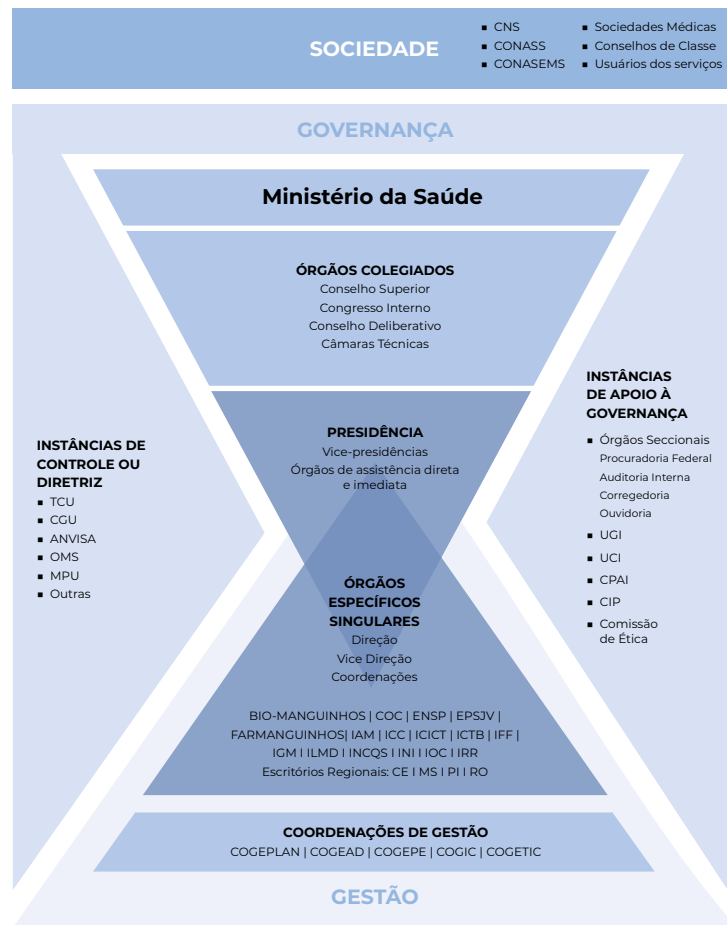 SOCIEDADE
▪ CNS
▪ CONASS
▪ CONASEMS
▪ Sociedades Médicas
▪ Conselhos de Classe
▪ Usuários dos serviços
GOVERNANÇA
Ministério da Saúde
ÓRGÃOS COLEGIADOS
Conselho Superior
Congresso Interno
Conselho Deliberativo
Câmaras Técnicas
INSTÂNCIAS DE
CONTROLE OU
DIRETRIZ
▪ TCU
▪ CGU
▪ ANVISA
▪ OMS
▪ MPU
▪ Outras
PRESIDÊNCIA
Vice-presidências
Órgãos de assistência direta
e imediata
INSTÂNCIAS
DE APOIO À
GOVERNANÇA
▪ Órgãos Seccionais
Procuradoria Federal
Auditoria Interna
Corregedoria
Ouvidoria
▪ UGI
▪ UCI
▪ CPAI
▪ CIP
▪ Comissão
de Ética
ÓRGÃOS
ESPECÍFICOS
SINGULARES
Direção
Vice Direção
Coordenações
BIO-MANGUINHOS | COC | ENSP | EPSJV |
FARMANGUINHOS| IAM | ICC | ICICT | ICTB | IFF |
IGM I ILMD I INCQS I INI I IOC I IRR
Escritórios Regionais: CE I MS I PI I RO
COORDENAÇÕES DE GESTÃO
COGEPLAN | COGEAD | COGEPE | COGIC | COGETIC
GESTÃO